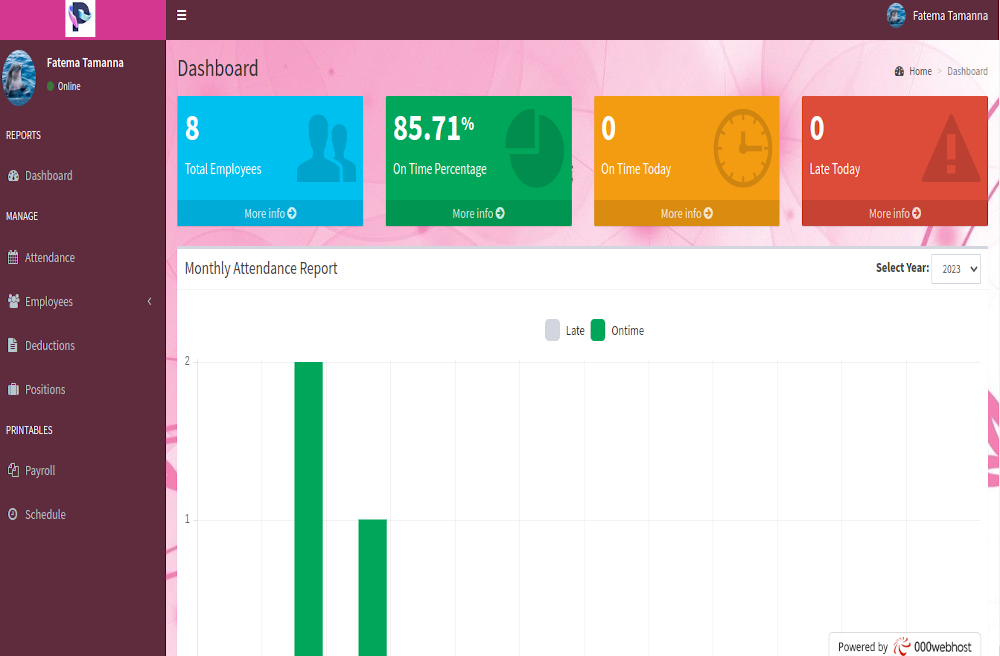 Fatema Tamanna
Fatema Tamanna
Online
REPORTS
Dashboard
MANAGE
Attendance
Employees
Deductions
Positions
PRINTABLES
Payroll
Schedule
Dashboard
Home > Dashboard
8
Total Employees
More info
85.71%
On Time Percentage
More info
0
On Time Today
More info
0
Late Today
More info
Monthly Attendance Report
Select Year: 2023
Late Ontime
2
1
Powered by 000webhost